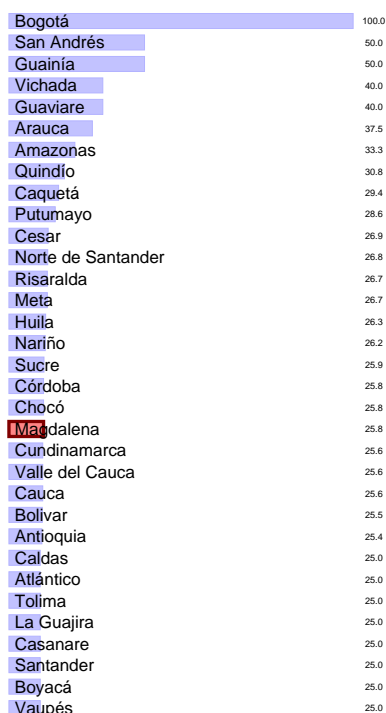 Bogotá 100.0
San Andrés 50.0
Guainía 50.0
Vichada 40.0
Guaviare 40.0
Arauca 37.5
Amazonas 33.3
Quindío 30.8
Caquetá 29.4
Putumayo 28.6
Cesar 26.9
Norte de Santander 26.8
Risaralda 26.7
Meta 26.7
Huila 26.3
Nariño 26.2
Sucre 25.9
Córdoba 25.8
Chocó 25.8
Magdalena 25.8
Cundinamarca 25.6
Valle del Cauca 25.6
Cauca 25.6
Bolivar 25.5
Antioquia 25.4
Caldas 25.0
Atlántico 25.0
Tolima 25.0
La Guajira 25.0
Casanare 25.0
Santander 25.0
Boyacá 25.0
Vaupés 25.0